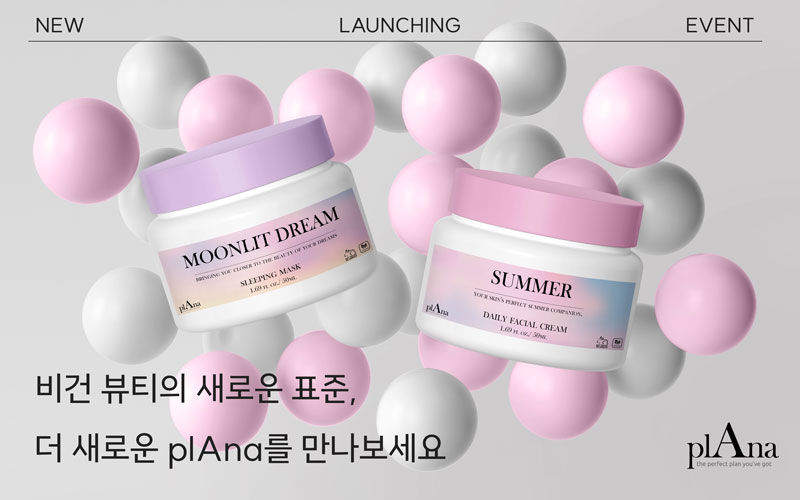 NEW LAUNCHING EVENT
MOONLIT DREAM
BRINGING YOU CLOSER TO THE BEAUTY OF YOUR DREAMS
SLEEPING MASK
1.69 fl. oz./ 50ml
plAna
SUMMER
YOUR SKIN'S PERFECT SUMMER COMPANION.
DAILY FACIAL CREAM
1.69 fl. oz./ 50ml
plAna
비건 뷰티의 새로운 표준,
더 새로운 plAna를 만나보세요
plAna
the perfect plan you've got